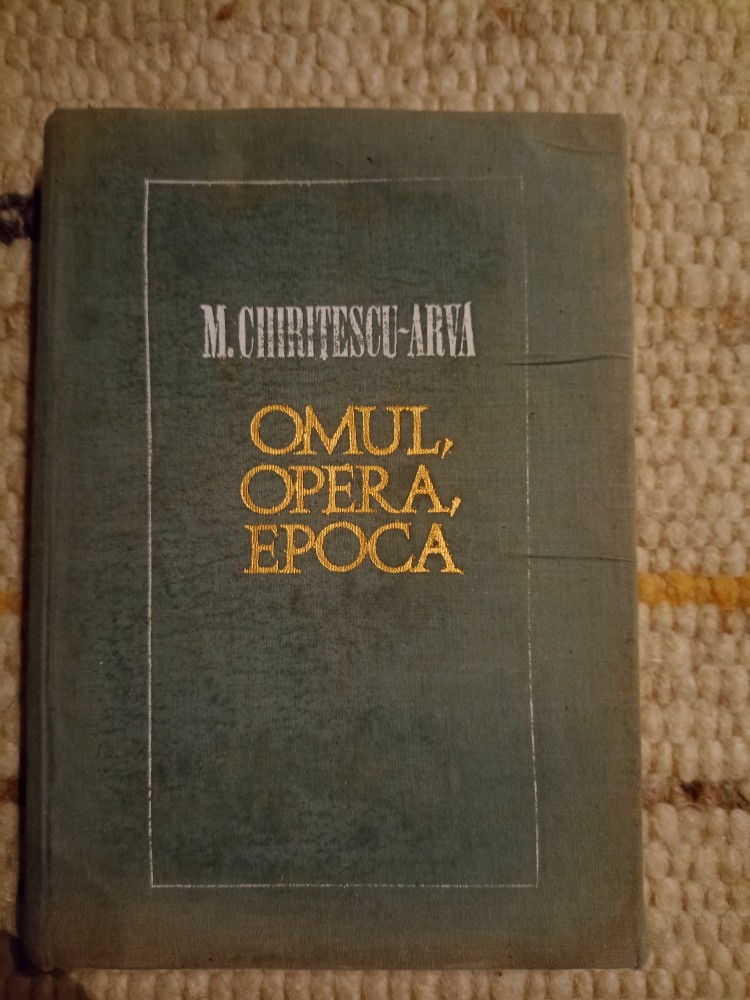 M. CHIRIȚESCU-ARVA
OMUL,
OPERA,
EPOCA